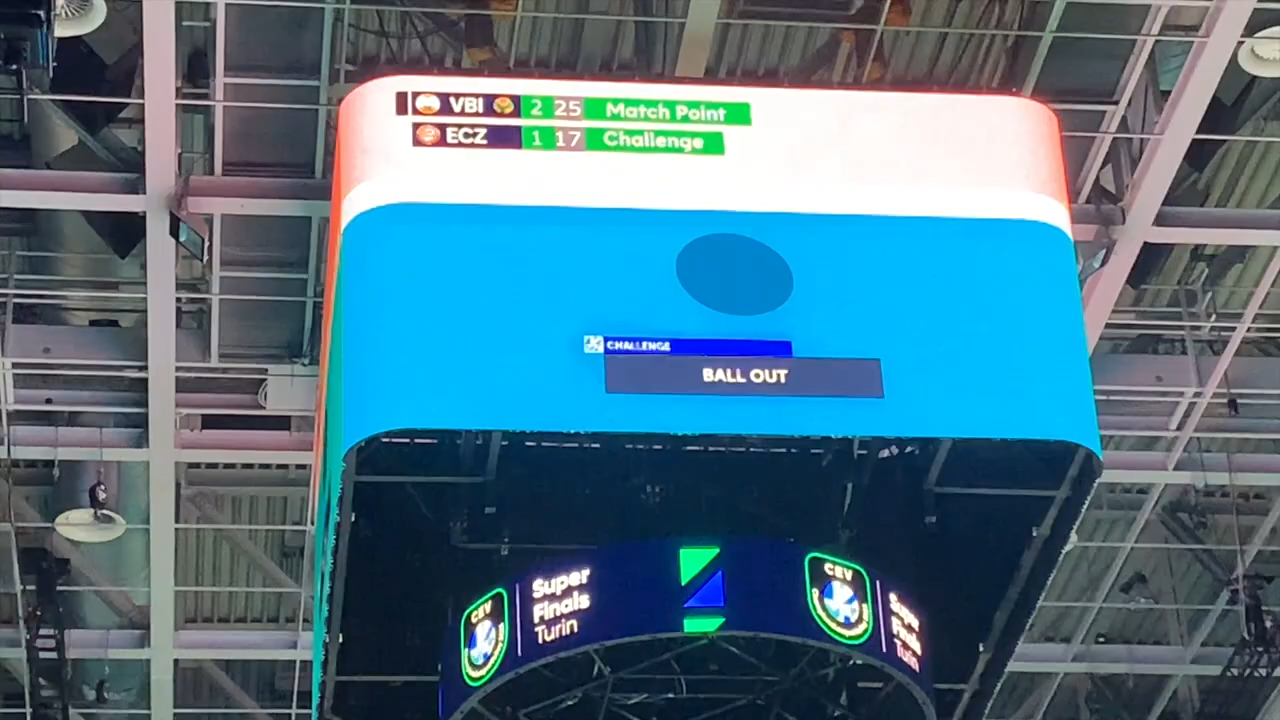 VBI 2 25 Match Point
ECZ 1 17 Challenge
CHALLENGE
BALL OUT
CEV
Super
Finals
Turin
CEV
Super
Finals
Turin